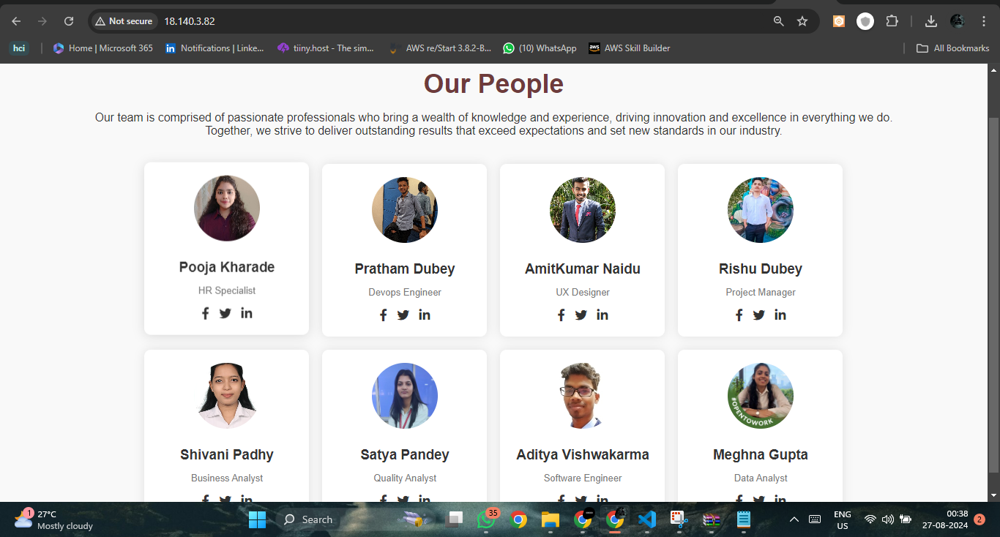 Not secure
18.140.3.82
hci
Home | Microsoft 365
Notifications | Linke...
tiiny.host - The sim...
AWS re/Start 3.8.2-B...
(10) WhatsApp
aws
AWS Skill Builder
All Bookmarks
Our People
Our team is comprised of passionate professionals who bring a wealth of knowledge and experience, driving innovation and excellence in everything we do.
Together, we strive to deliver outstanding results that exceed expectations and set new standards in our industry.
Pooja Kharade
HR Specialist
Pratham Dubey
Devops Engineer
AmitKumar Naidu
UX Designer
Rishu Dubey
Project Manager
#OPENTOWORK
Shivani Padhy
Business Analyst
Satya Pandey
Quality Analyst
Aditya Vishwakarma
Software Engineer
Meghna Gupta
Data Analyst
1
27°C
Mostly cloudy
Search
35
ENG
US
00:38
27-08-2024
2